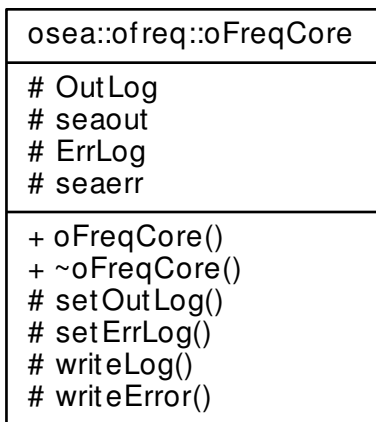 osea::ofreq::oFreqCore
# OutLog
# seaout
# ErrLog
# seaerr
+ oFreqCore()
+ ~oFreqCore()
# setOutLog()
# setErrLog()
# writeLog()
# writeError()